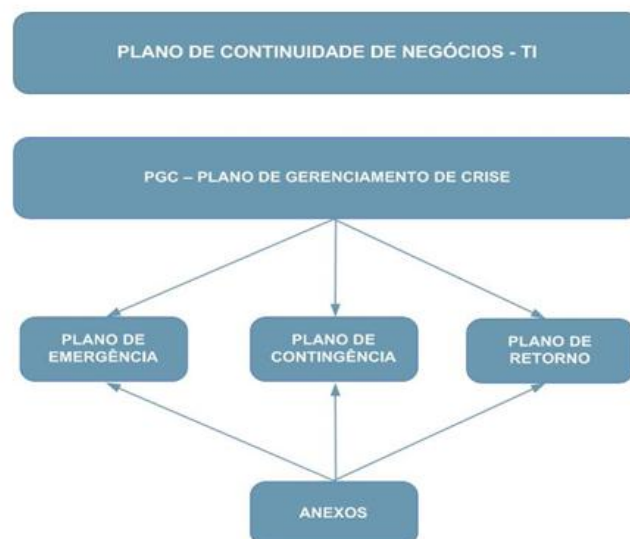 PLANO DE CONTINUIDADE DE NEGÓCIOS - TI
PGC – PLANO DE GERENCIAMENTO DE CRISE
PLANO DE
EMERGÊNCIA
PLANO DE
CONTINGÊNCIA
PLANO DE
RETORNO
ANEXOS